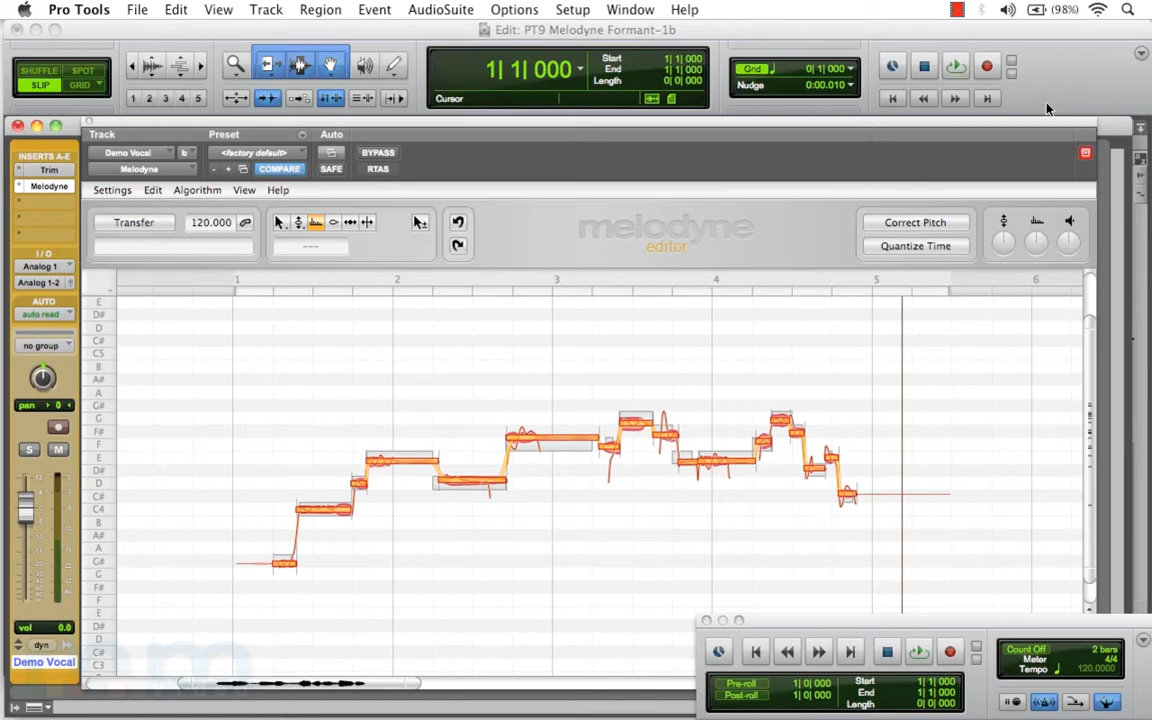 Pro Tools File Edit View Track Region Event AudioSuite Options Setup Window Help (98%)
Edit: PT9 Melodyne Formant-1b
SHUFFLE SPOT
SLIP GRID
1 2 3 4 5
1| 1| 000
Start 1| 1| 000
End 1| 1| 000
Length 0| 0| 000
Cursor
Grid 0| 1| 000
Nudge 0:00.010
INSERTS A-E
Trim
Melodyne
I / O
Analog 1
Analog 1-2
AUTO
auto read
no group
pan 0
S M
vol 0.0
dyn
Demo Vocal
Track Preset Auto
Demo Vocal b <factory default> BYPASS
Melodyne - + COMPARE SAFE RTAS
Settings Edit Algorithm View Help
Transfer 120.000
---
melodyne
editor
Correct Pitch
Quantize Time
1 2 3 4 5 6
E
D#
D
C#
C5
B
A#
A
G#
G
F#
F
E
D#
D
C#
C4
B
A#
A
G#
G
F#
F
E
D#
D
C#
C3
Pre-roll 1| 0| 000
Post-roll 1| 0| 000
Start 1| 1| 000
End 1| 1| 000
Length 0| 0| 000
Count Off 2 bars
Meter 4/4
Tempo 120.0000